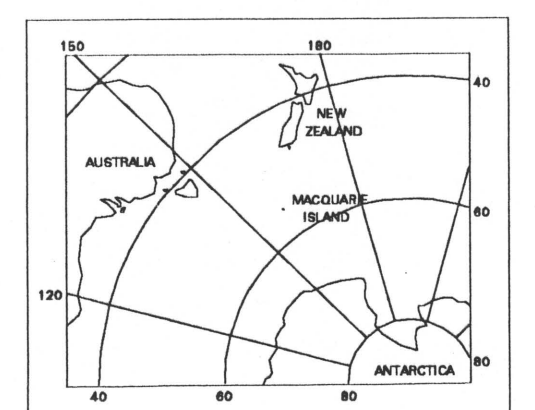 150 180
40
NEW
ZEALAND
AUSTRALIA
MACQUARIE
ISLAND
60
120
80
ANTARCTICA
40 60 80